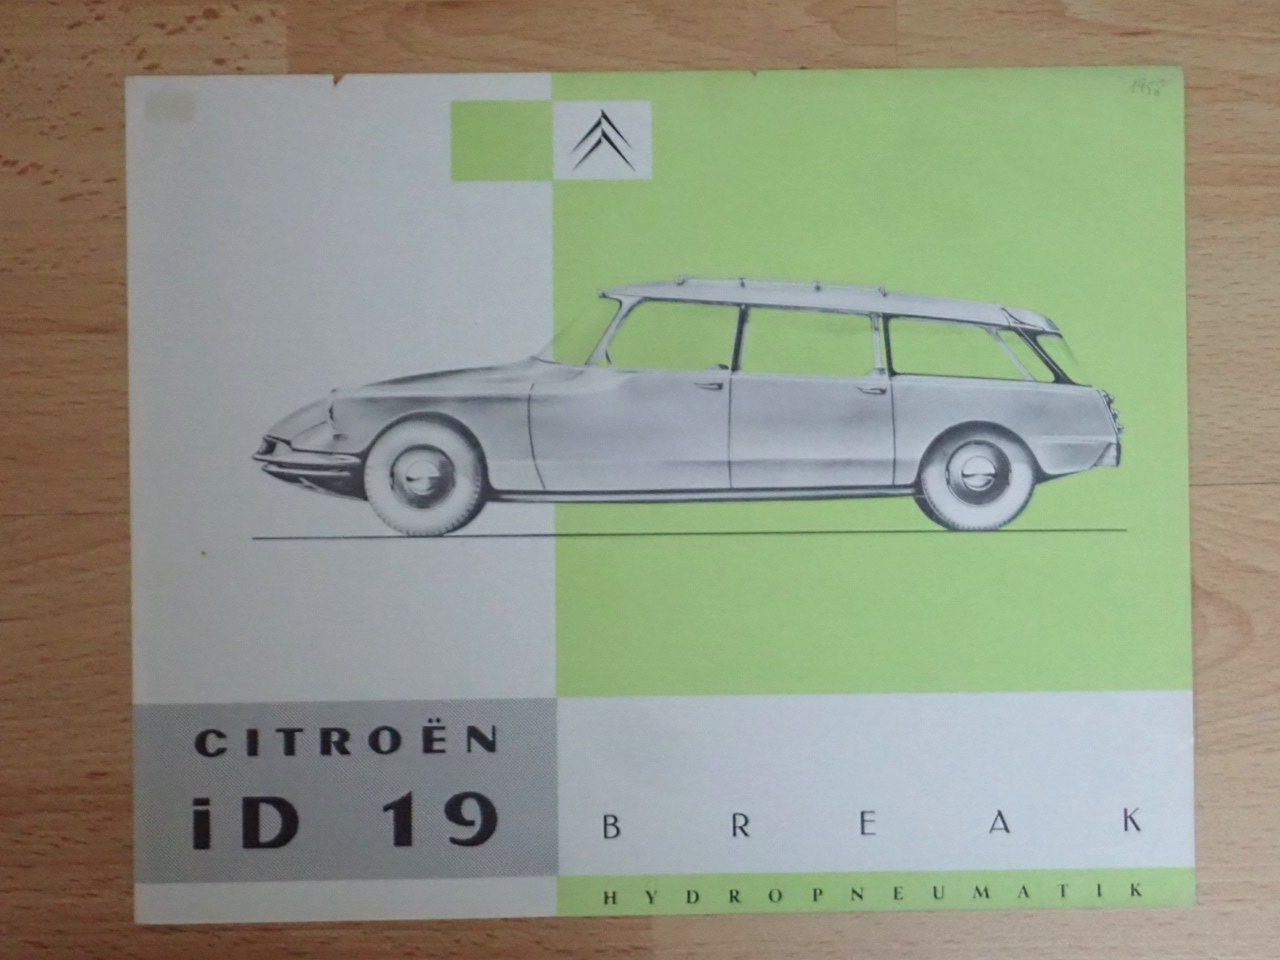 CITROËN
iD 19
BREAK
HYDROPNEUMATIK